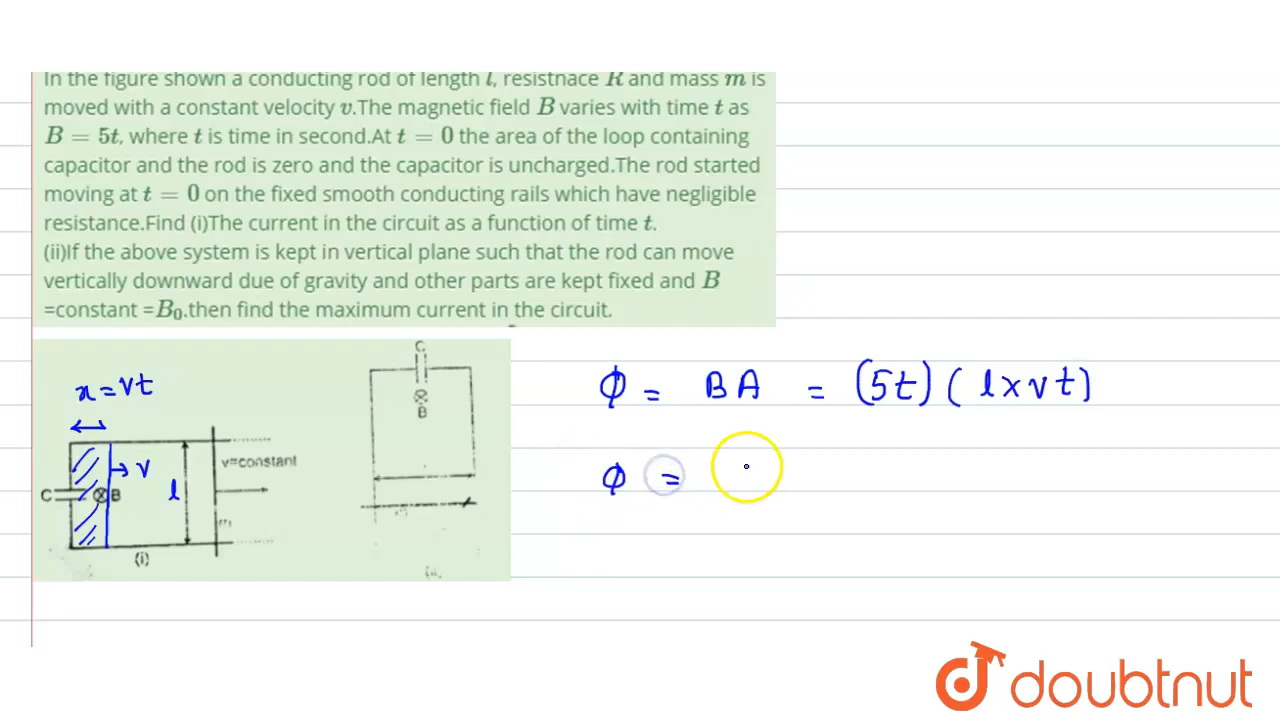 In the figure shown a conducting rod of length l, resistnace R and mass m is
moved with a constant velocity v.The magnetic field B varies with time t as
B = 5t, where t is time in second.At t = 0 the area of the loop containing
capacitor and the rod is zero and the capacitor is uncharged.The rod started
moving at t = 0 on the fixed smooth conducting rails which have negligible
resistance.Find (i)The current in the circuit as a function of time t.
(ii)If the above system is kept in vertical plane such that the rod can move
vertically downward due of gravity and other parts are kept fixed and B
=constant =B₀.then find the maximum current in the circuit.
x = vt
v
C
B
l
v=constant
m
(i)
C
B
ϕ = BA = (5t) (l × vt)
ϕ =
doubtnut